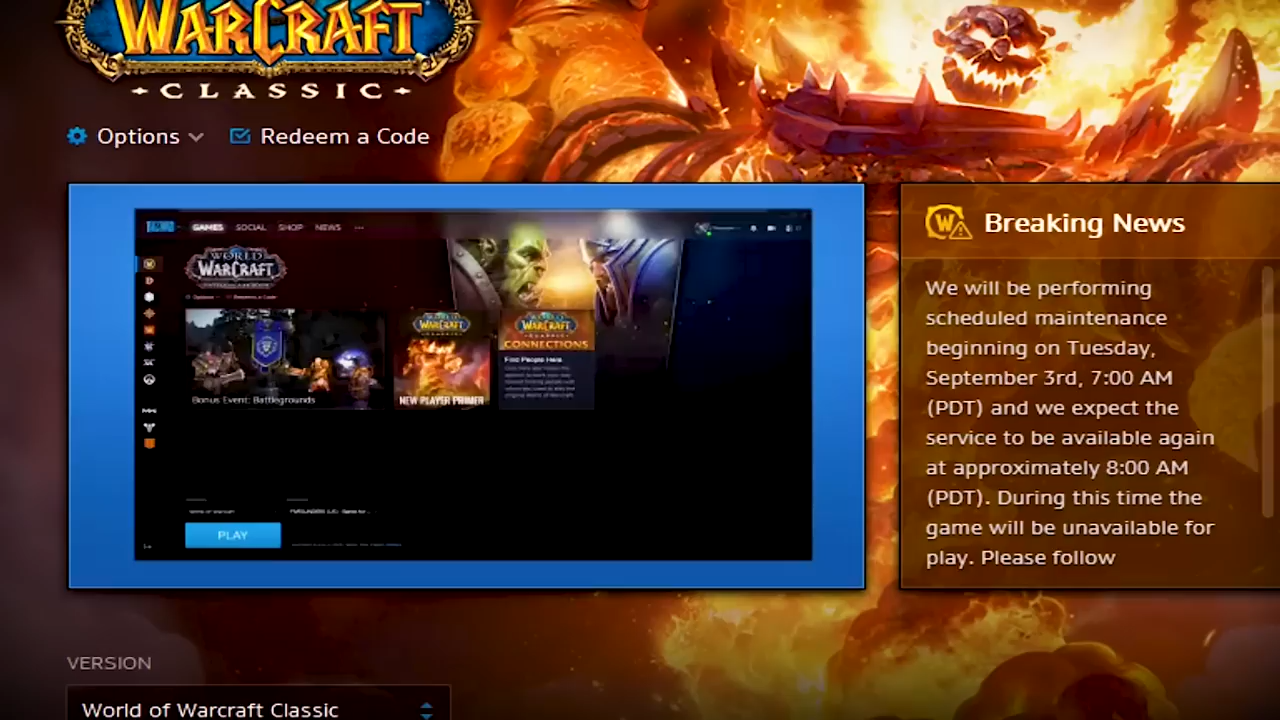 WARCRAFT
CLASSIC
Options
Redeem a Code
GAMES SOCIAL SHOP NEWS
WORLD
WARCRAFT
Bonus Event: Battlegrounds
WARCRAFT
NEW PLAYER PRIMER
WARCRAFT
CONNECTIONS
Find People Here
PLAY
Breaking News
We will be performing
scheduled maintenance
beginning on Tuesday,
September 3rd, 7:00 AM
(PDT) and we expect the
service to be available again
at approximately 8:00 AM
(PDT). During this time the
game will be unavailable for
play. Please follow
VERSION
World of Warcraft Classic